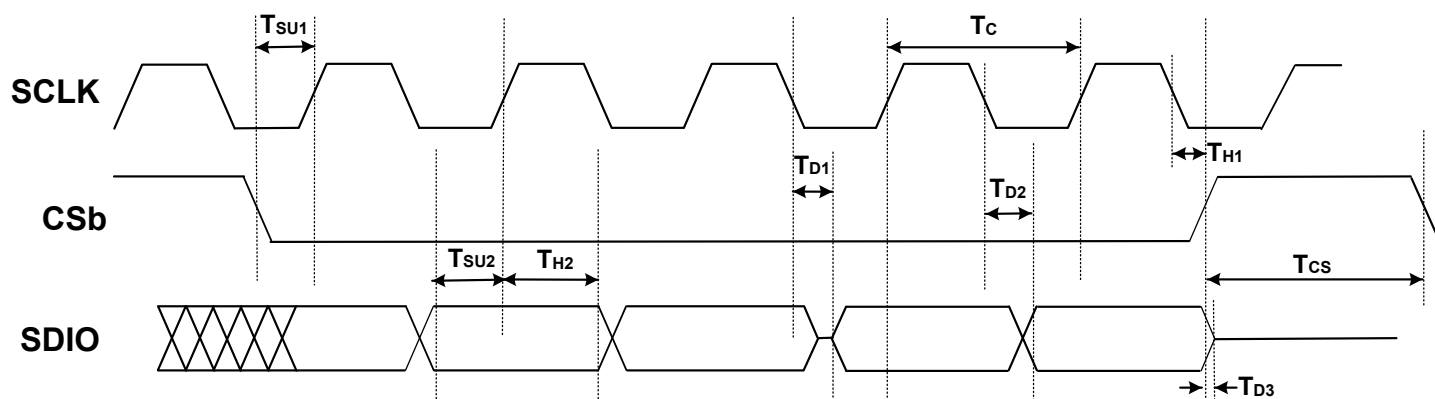 TSU1
TC
SCLK
TH1
TD1
TD2
CSb
TSU2
TH2
TCS
SDIO
TD3